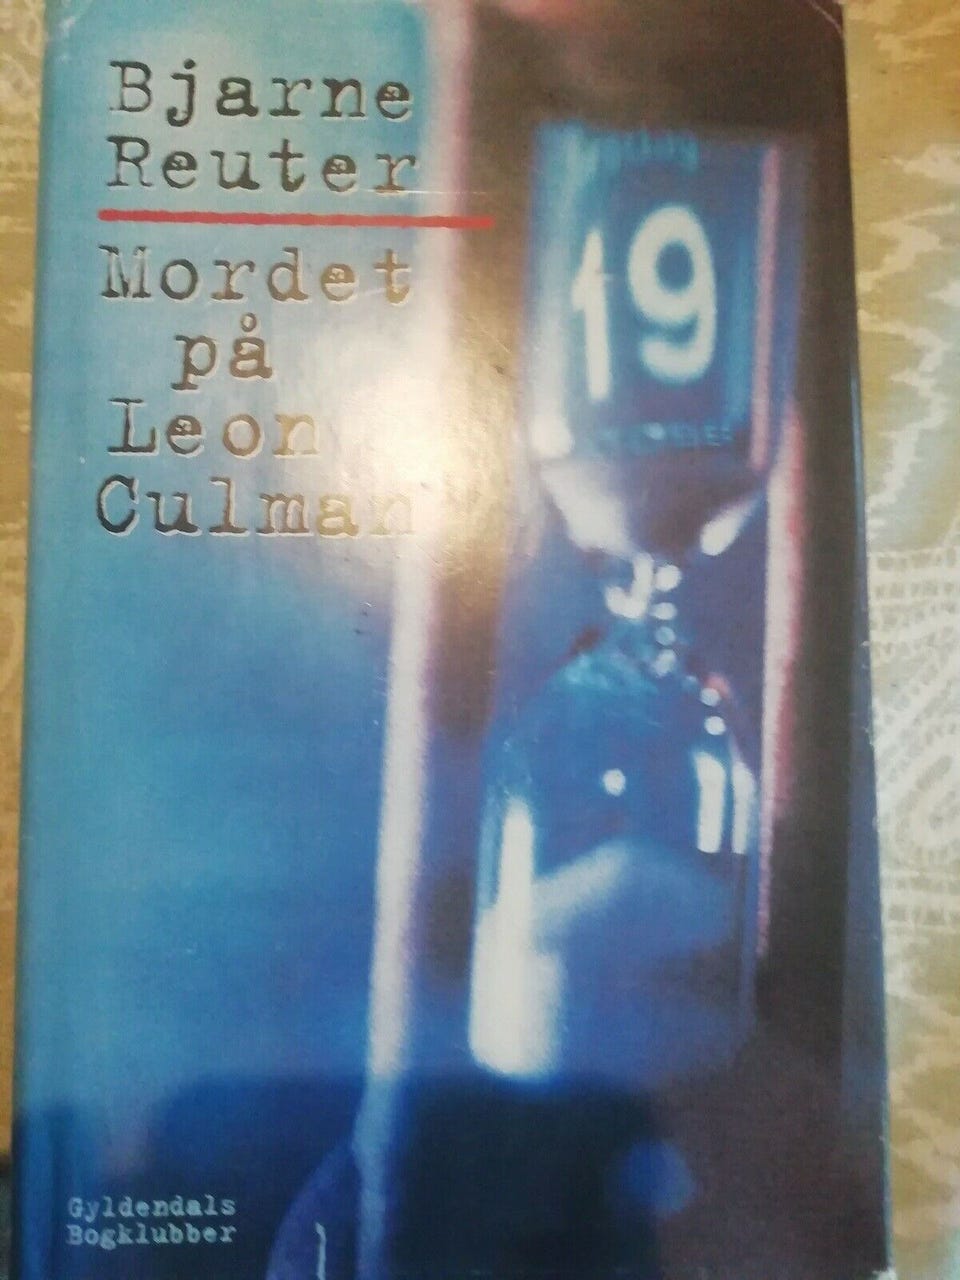 Bjarne
Reuter
Mordet
på
Leon
Culman
19
Gyldendals
Bogklubber